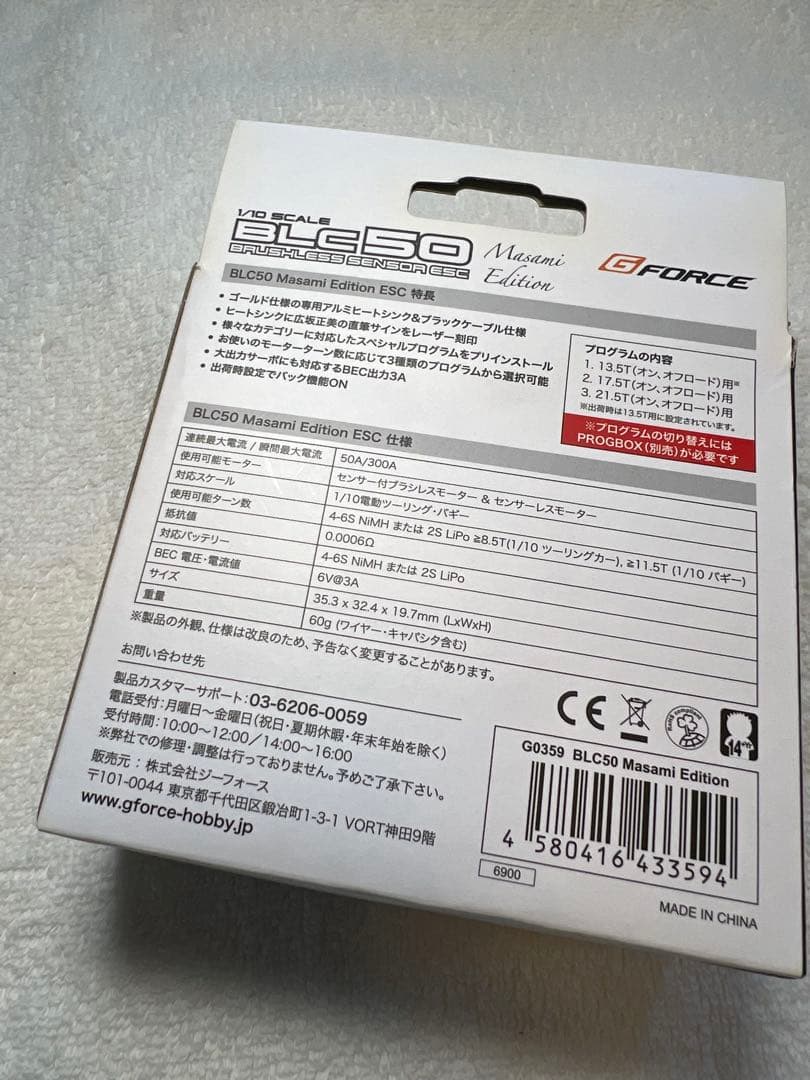 1/10 SCALE
BLC50
BRUSHLESS SENSOR ESC
Masami
Edition
G FORCE
BLC50 Masami Edition ESC 特長
• ゴールド仕様の専用アルミヒートシンク&ブラックケーブル仕様
• ヒートシンクに広坂正美の直筆サインをレーザー刻印
• 様々なカテゴリーに対応したスペシャルプログラムをプリインストール
• お使いのモーターターン数に応じて3種類のプログラムから選択可能
• 大出力サーボにも対応するBEC出力3A
• 出荷時設定でバック機能ON
プログラムの内容
1. 13.5T(オン、オフロード)用※
2. 17.5T(オン、オフロード)用
3. 21.5T(オン、オフロード)用
※出荷時は13.5T用に設定されています。
※プログラムの切り替えには
PROGBOX(別売)が必要です
BLC50 Masami Edition ESC 仕様
連続最大電流 / 瞬間最大電流 50A/300A
使用可能モーター センサー付ブラシレスモーター & センサーレスモーター
対応スケール 1/10電動ツーリング・バギー
使用可能ターン数 4-6S NiMH または 2S LiPo ≧8.5T(1/10 ツーリングカー), ≧11.5T (1/10 バギー)
抵抗値 0.0006Ω
対応バッテリー 4-6S NiMH または 2S LiPo
BEC 電圧・電流値 6V@3A
サイズ 35.3 x 32.4 x 19.7mm (LxWxH)
重量 60g (ワイヤー・キャパシタ含む)
※製品の外観、仕様は改良のため、予告なく変更することがあります。
お問い合わせ先
製品カスタマーサポート:03-6206-0059
電話受付:月曜日〜金曜日(祝日・夏期休暇・年末年始を除く)
受付時間:10:00〜12:00/14:00〜16:00
※弊社での修理・調整は行っておりません。予めご了承下さい。
販売元:株式会社ジーフォース
〒101-0044 東京都千代田区鍛冶町1-3-1 VORT神田9階
www.gforce-hobby.jp
CE
RoHS compliant
14+yr
G0359 BLC50 Masami Edition
4 580416 433594
6900
MADE IN CHINA